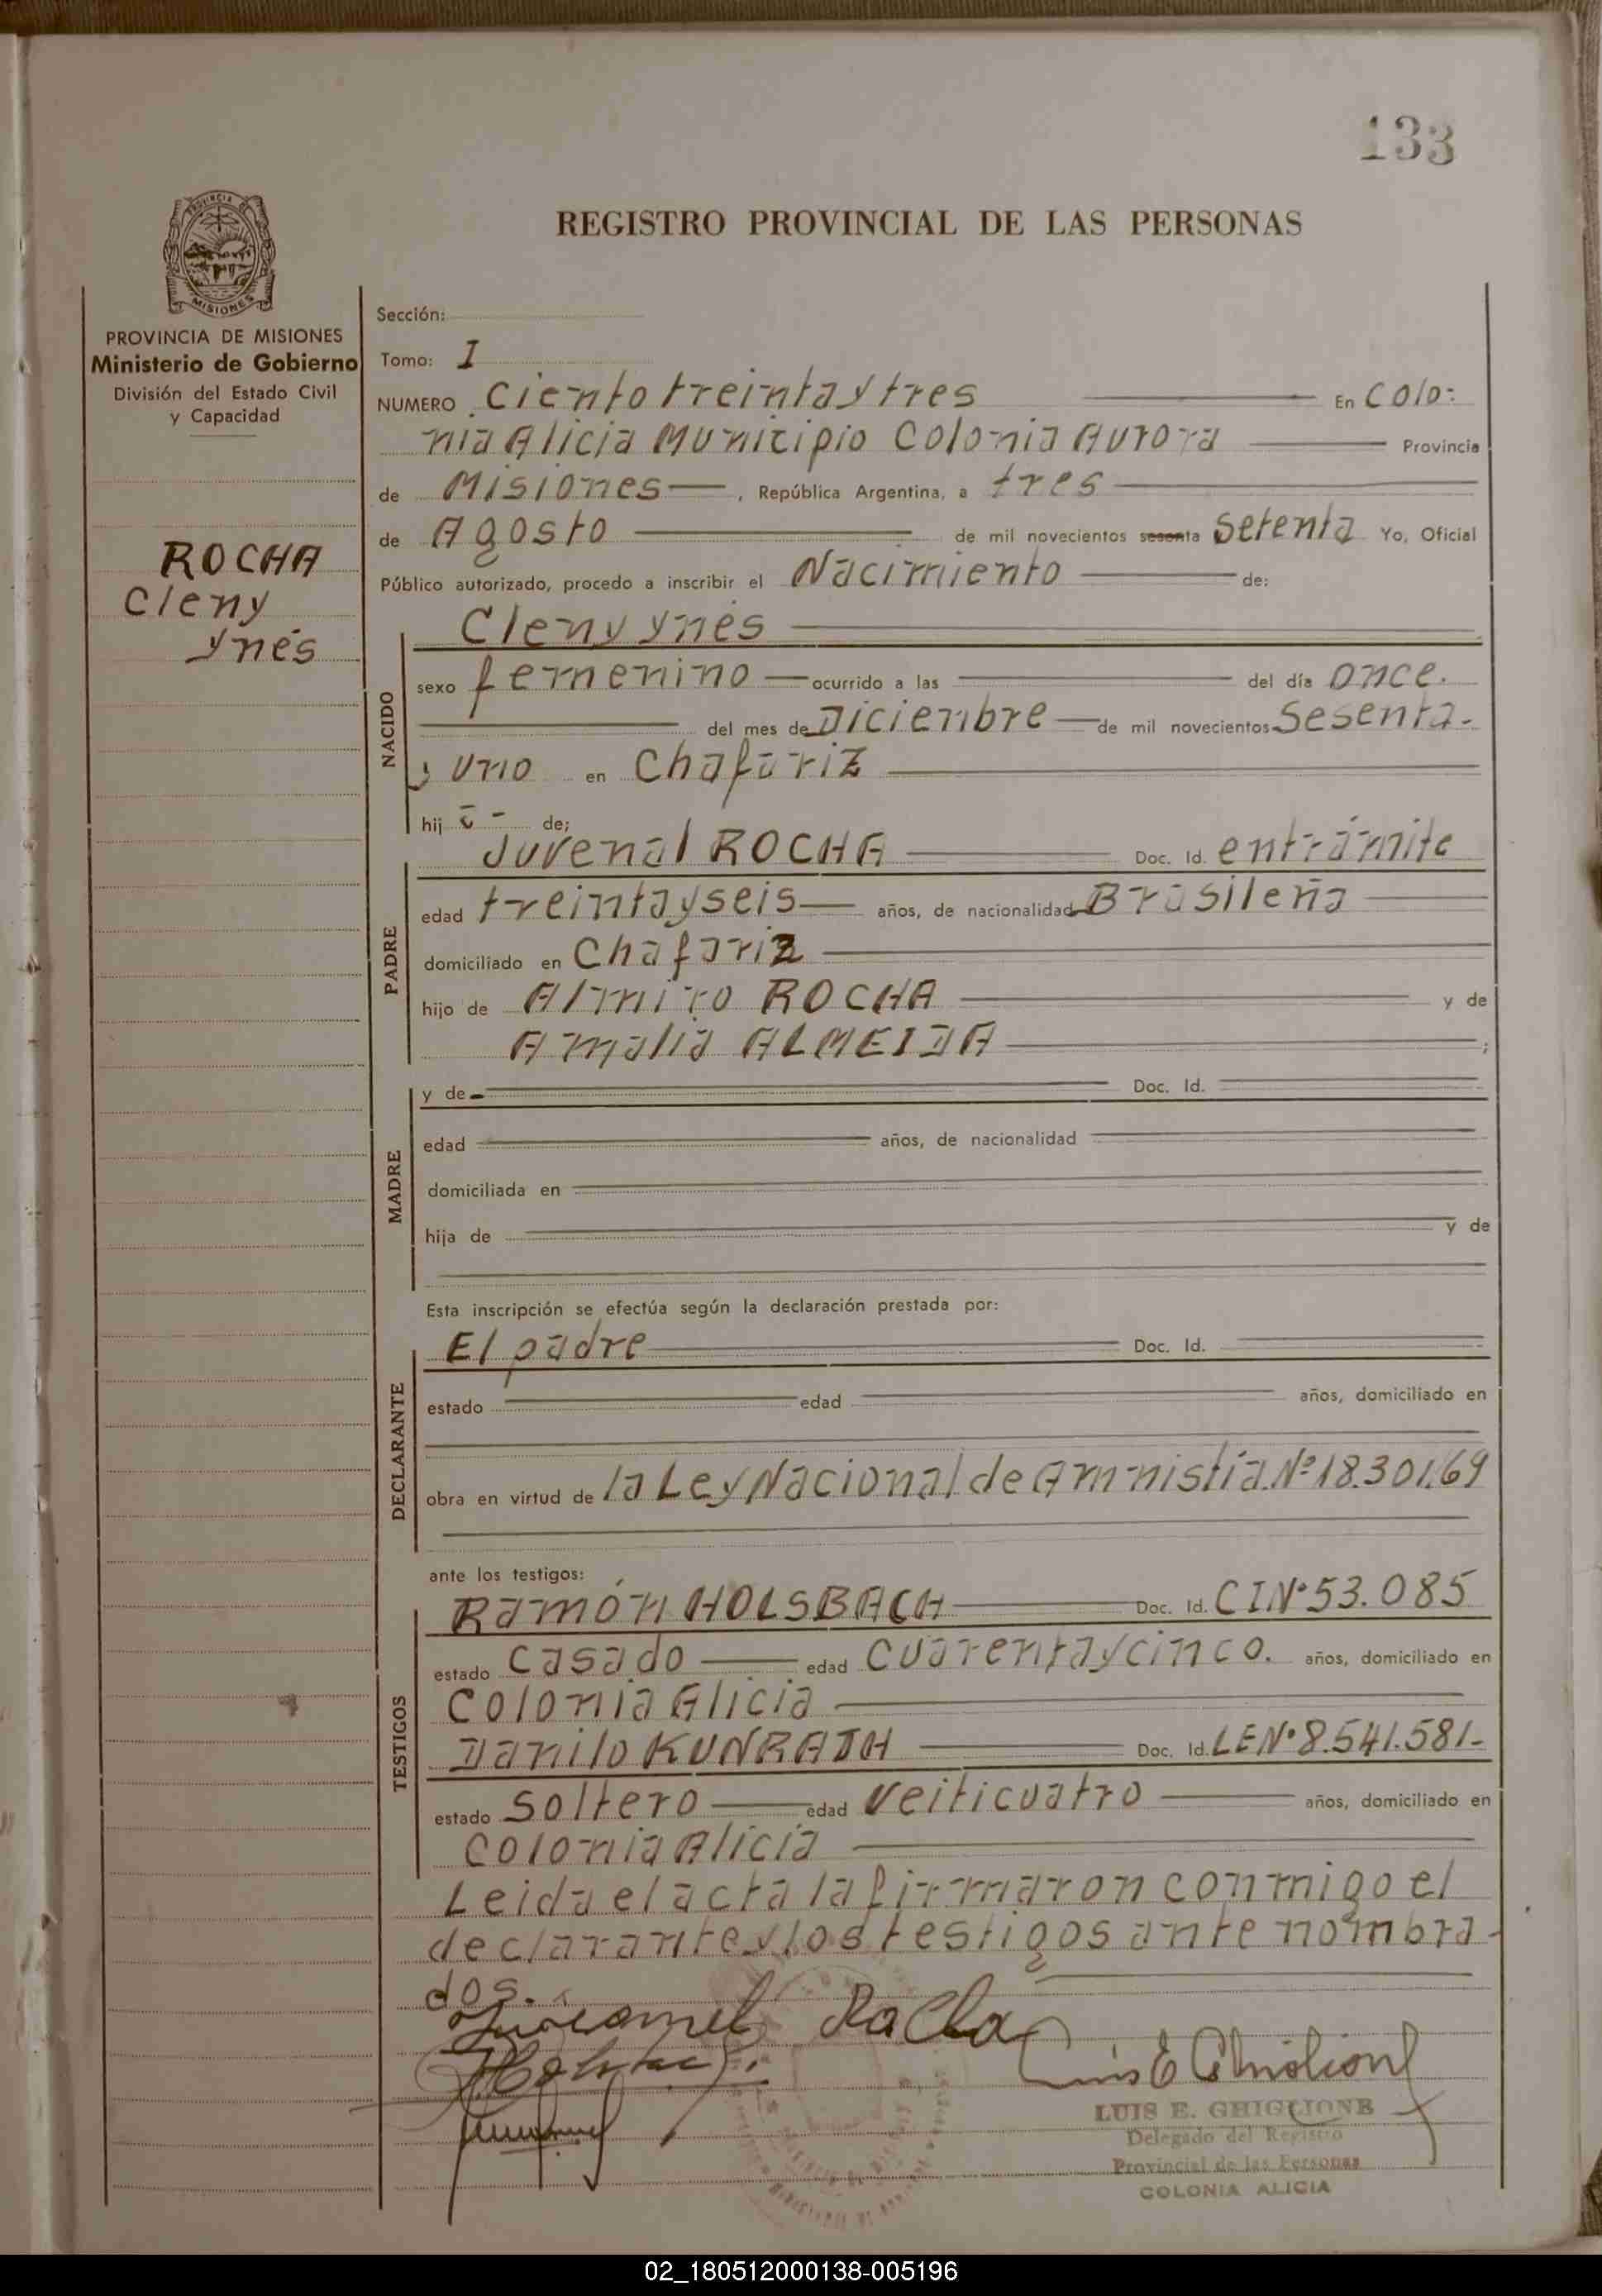 133
REGISTRO PROVINCIAL DE LAS PERSONAS
PROVINCIA DE
MISIONES
PROVINCIA DE MISIONES
Ministerio de Gobierno
División del Estado Civil
y Capacidad
ROCHA
Cleny
Ynés
Sección:
Tomo: I
NUMERO Ciento treinta y tres En Colo:
nia Alicia Municipio Colonia Aurora Provincia
de Misiones, República Argentina, a tres
de Agosto de mil novecientos sesenta Setenta Yo, Oficial
Público autorizado, procedo a inscribir el Nacimiento de:
NACIDO
Cleny Ynés
sexo femenino ocurrido a las del día once.
del mes de Diciembre de mil novecientos Sesenta-
y uno en Chafariz
hij a - de;
PADRE
Juvenal ROCHA Doc. Id. en trámite
edad treinta y seis años, de nacionalidad Brasileña
domiciliado en Chafariz
hijo de Almiro ROCHA y de
Amalia ALMEIDA ;
MADRE
y de Doc. Id.
edad años, de nacionalidad
domiciliada en
hija de y de
Esta inscripción se efectúa según la declaración prestada por:
DECLARANTE
El padre Doc. Id.
estado edad años, domiciliado en
obra en virtud de la Ley Nacional de Amnistía.Nº18.301.69
ante los testigos:
TESTIGOS
Ramón HOLSBACH Doc. Id. C.I.Nº53.085
estado casado edad cuarenta y cinco. años, domiciliado en
Colonia Alicia
Danilo KUNRATH Doc. Id. LE Nº8.541.581-
estado Soltero edad veiticuatro años, domiciliado en
Colonia Alicia
Leida el acta la firmaron conmigo el
declarante y los testigos ante nombra-
dos.
LUIS E. GHIGLIONE
Delegado del Registro
Provincial de las Personas
COLONIA ALICIA
02_180512000138-005196